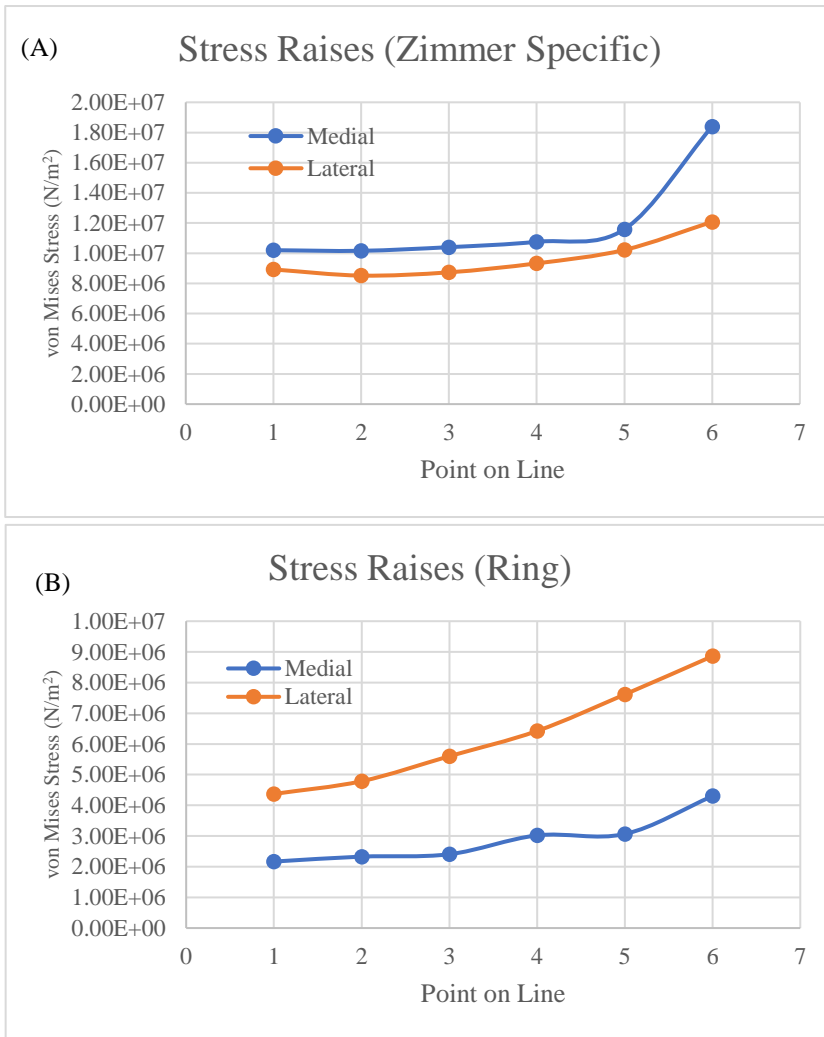 (A)
Stress Raises (Zimmer Specific)
von Mises Stress (N/m²)
2.00E+07
1.80E+07
1.60E+07
1.40E+07
1.20E+07
1.00E+07
8.00E+06
6.00E+06
4.00E+06
2.00E+06
0.00E+00
Medial
Lateral
0 1 2 3 4 5 6 7
Point on Line
(B)
Stress Raises (Ring)
von Mises Stress (N/m²)
1.00E+07
9.00E+06
8.00E+06
7.00E+06
6.00E+06
5.00E+06
4.00E+06
3.00E+06
2.00E+06
1.00E+06
0.00E+00
Medial
Lateral
0 1 2 3 4 5 6 7
Point on Line